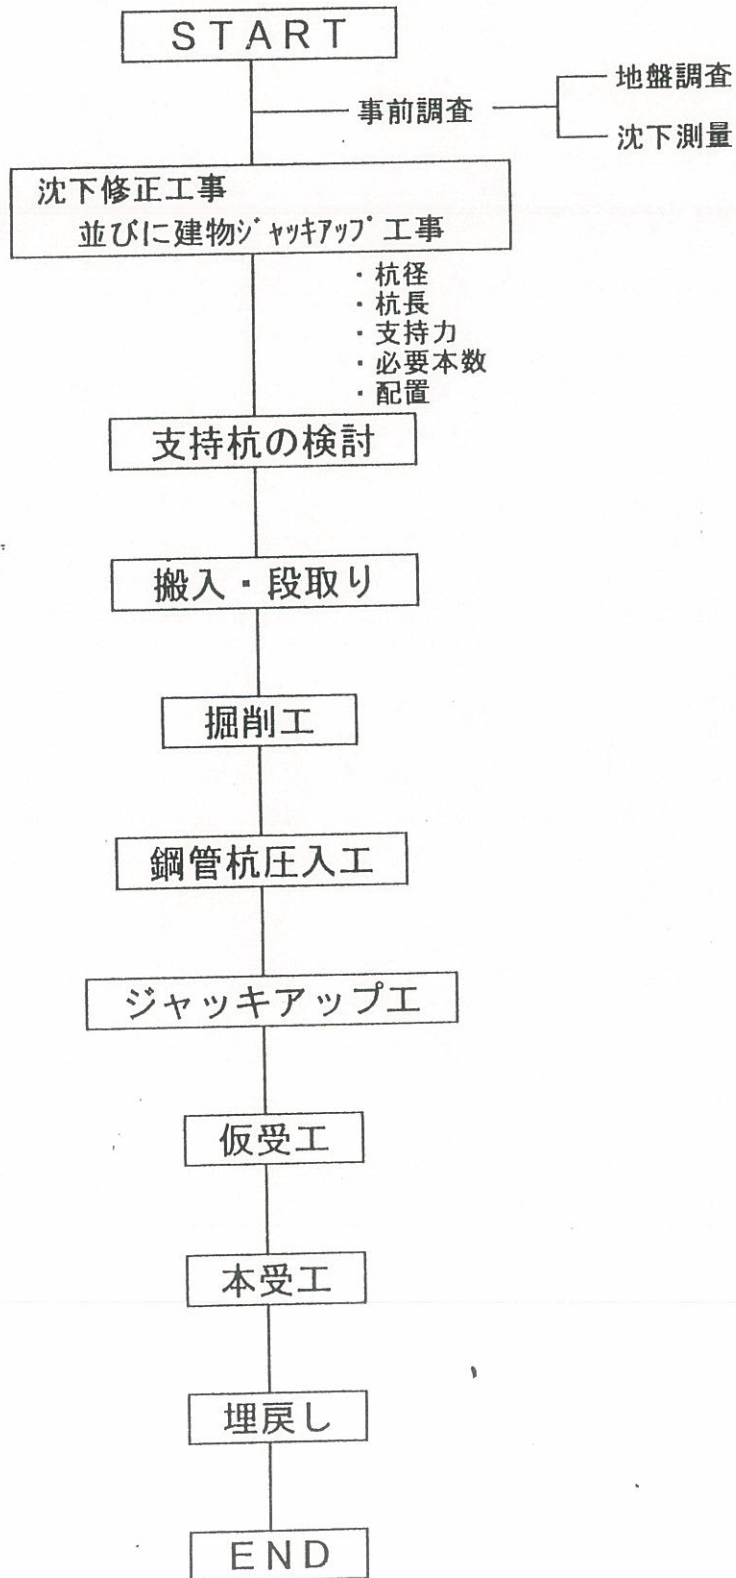 START
事前調査
地盤調査
沈下測量
沈下修正工事
並びに建物ｼﾞｬｯｷｱｯﾌﾟ工事
・杭径
・杭長
・支持力
・必要本数
・配置
支持杭の検討
搬入・段取り
掘削工
鋼管杭圧入工
ジャッキアップ工
仮受工
本受工
埋戻し
END